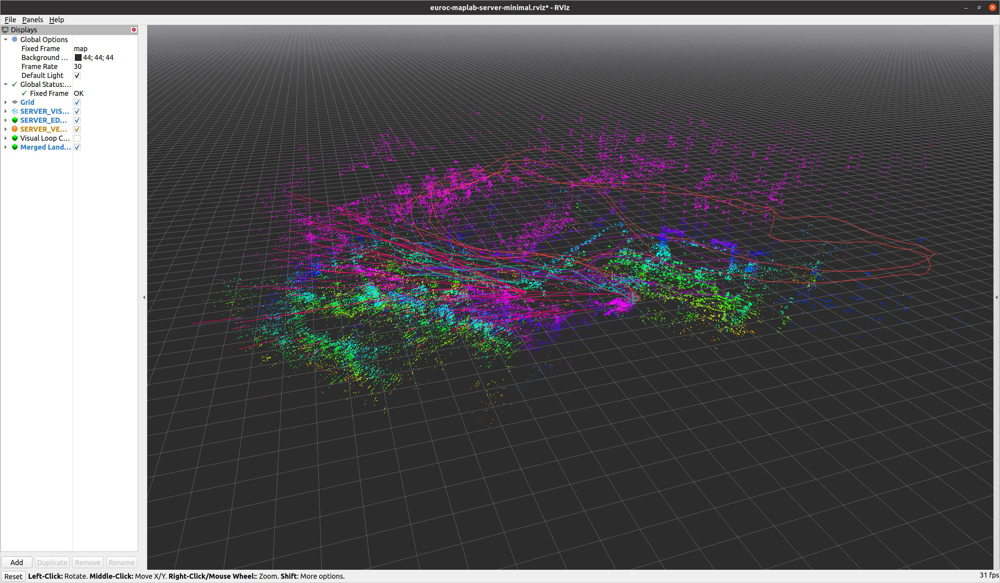 euroc-maplab-server-minimal.rviz* - RViz
File Panels Help
Displays
Global Options
Fixed Frame map
Background ... 44; 44; 44
Frame Rate 30
Default Light
Global Status:...
Fixed Frame OK
Grid
SERVER_VIS...
SERVER_ED...
SERVER_VE...
Visual Loop C...
Merged Land...
Add Duplicate Remove Rename
Reset Left-Click: Rotate. Middle-Click: Move X/Y. Right-Click/Mouse Wheel:: Zoom. Shift: More options. 31 fps